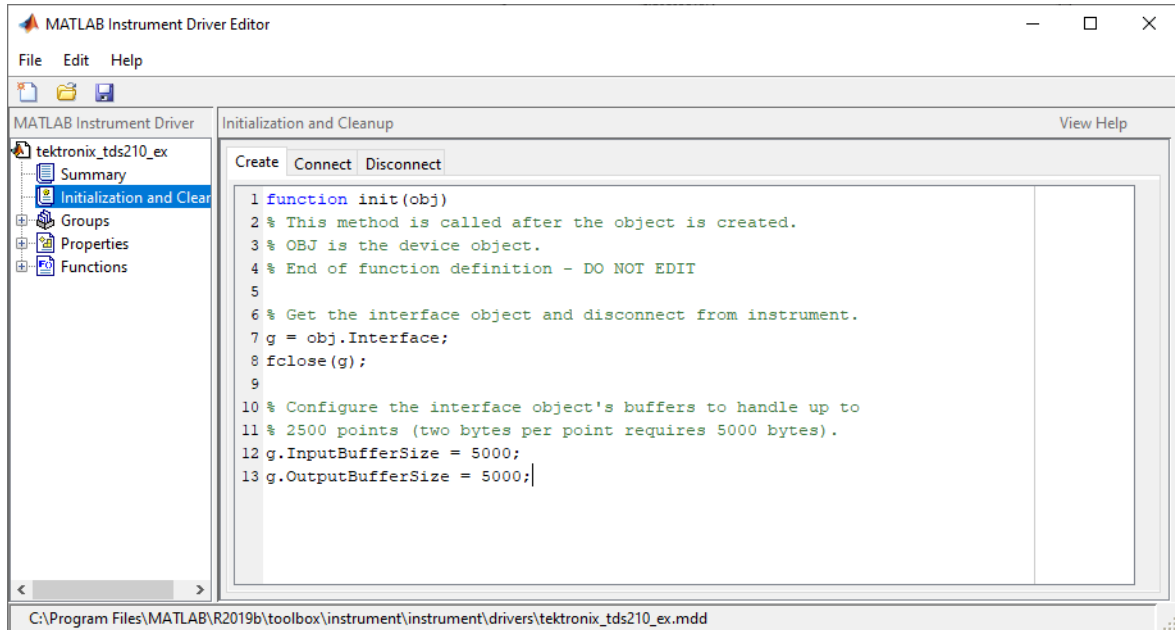 MATLAB Instrument Driver Editor
File Edit Help
MATLAB Instrument Driver
Initialization and Cleanup
View Help
tektronix_tds210_ex
Summary
Initialization and Clear
Groups
Properties
Functions
Create Connect Disconnect
1 function init(obj)
2 % This method is called after the object is created.
3 % OBJ is the device object.
4 % End of function definition - DO NOT EDIT
5
6 % Get the interface object and disconnect from instrument.
7 g = obj.Interface;
8 fclose(g);
9
10 % Configure the interface object's buffers to handle up to
11 % 2500 points (two bytes per point requires 5000 bytes).
12 g.InputBufferSize = 5000;
13 g.OutputBufferSize = 5000;
C:\Program Files\MATLAB\R2019b\toolbox\instrument\instrument\drivers\tektronix_tds210_ex.mdd